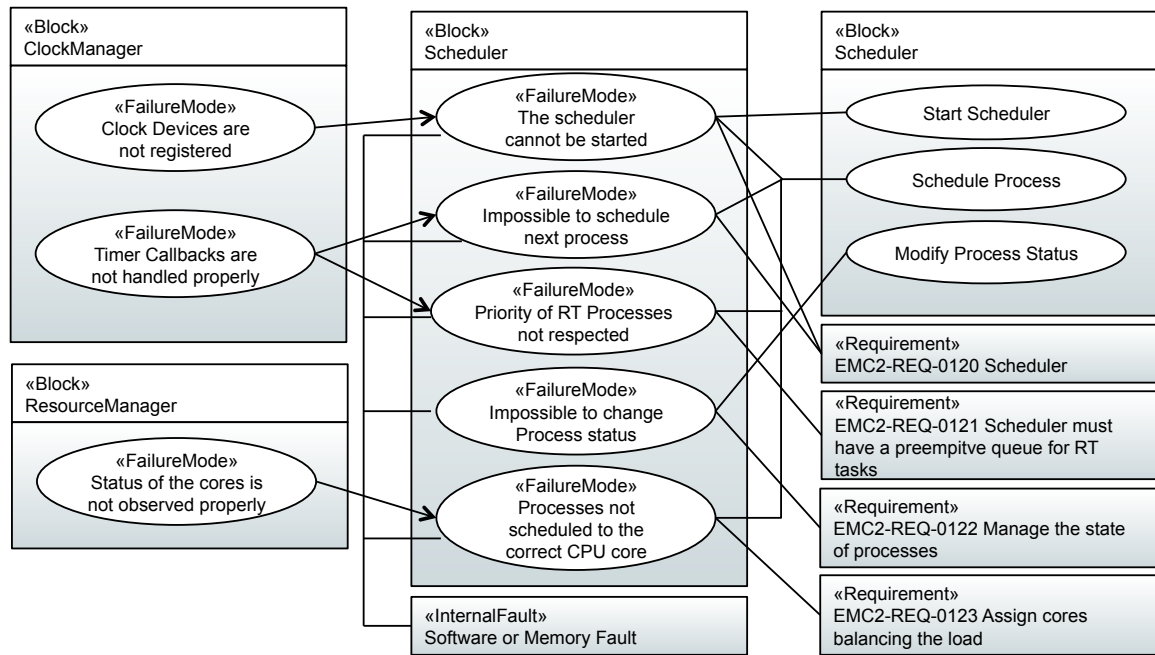 «Block»
ClockManager
«FailureMode»
Clock Devices are
not registered
«FailureMode»
Timer Callbacks are
not handled properly
«Block»
ResourceManager
«FailureMode»
Status of the cores is
not observed properly
«Block»
Scheduler
«FailureMode»
The scheduler
cannot be started
«FailureMode»
Impossible to schedule
next process
«FailureMode»
Priority of RT Processes
not respected
«FailureMode»
Impossible to change
Process status
«FailureMode»
Processes not
scheduled to the
correct CPU core
«InternalFault»
Software or Memory Fault
«Block»
Scheduler
Start Scheduler
Schedule Process
Modify Process Status
«Requirement»
EMC2-REQ-0120 Scheduler
«Requirement»
EMC2-REQ-0121 Scheduler must
have a preempitve queue for RT
tasks
«Requirement»
EMC2-REQ-0122 Manage the state
of processes
«Requirement»
EMC2-REQ-0123 Assign cores
balancing the load